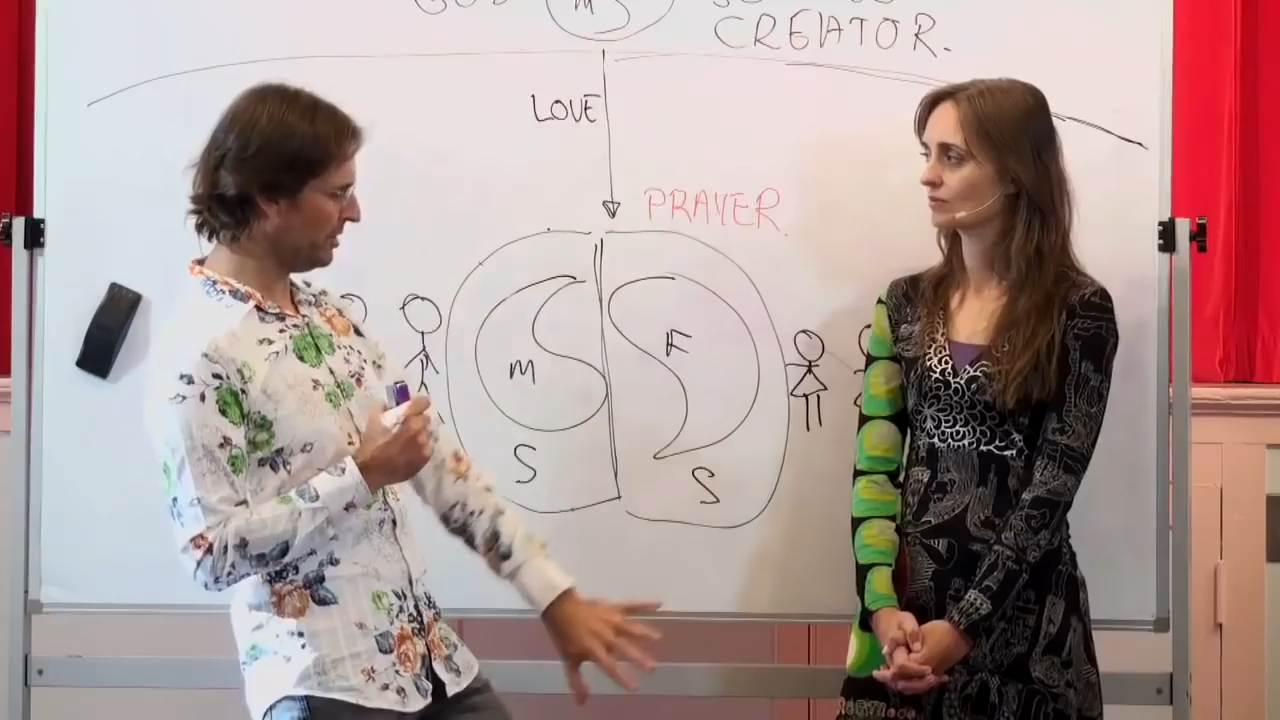 M S
CREATOR.
LOVE
PRAYER.
M
F
S
S